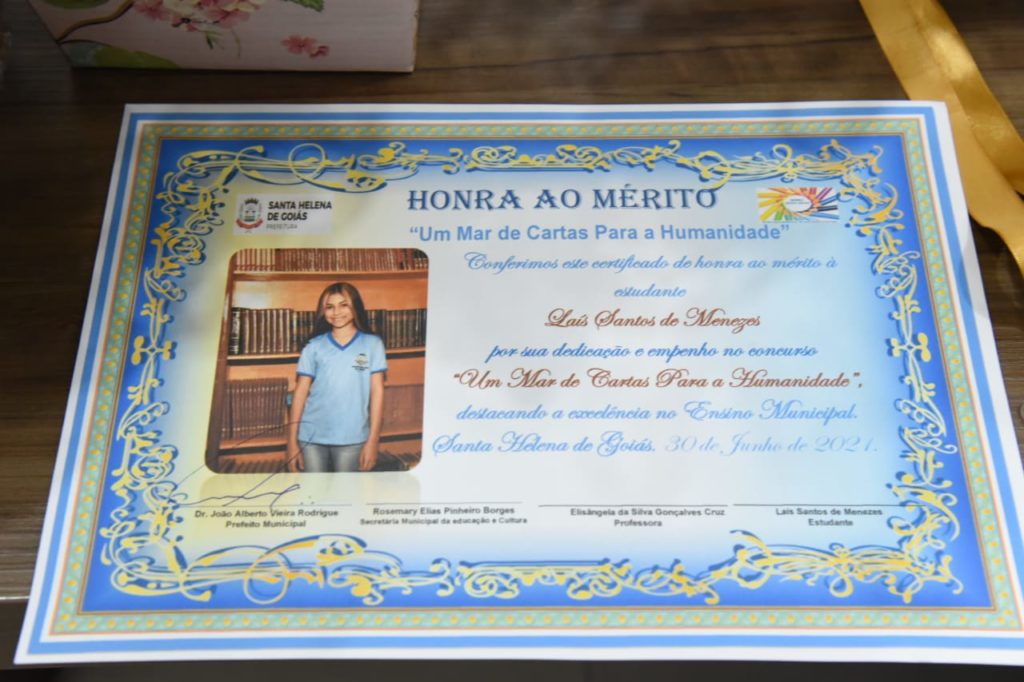 SANTA HELENA
DE GOIÁS
PREFEITURA
HONRA AO MÉRITO
"Um Mar de Cartas Para a Humanidade"
Conferimos este certificado de honra ao mérito à
estudante
Laís Santos de Menezes
por sua dedicação e empenho no concurso
"Um Mar de Cartas Para a Humanidade",
destacando a excelência no Ensino Municipal.
Santa Helena de Goiás. 30 de Junho de 2021.
Dr. João Alberto Vieira Rodrigue
Prefeito Municipal
Rosemary Elias Pinheiro Borges
Secretária Municipal da educação e Cultura
Elisângela da Silva Gonçalves Cruz
Professora
Laís Santos de Menezes
Estudante